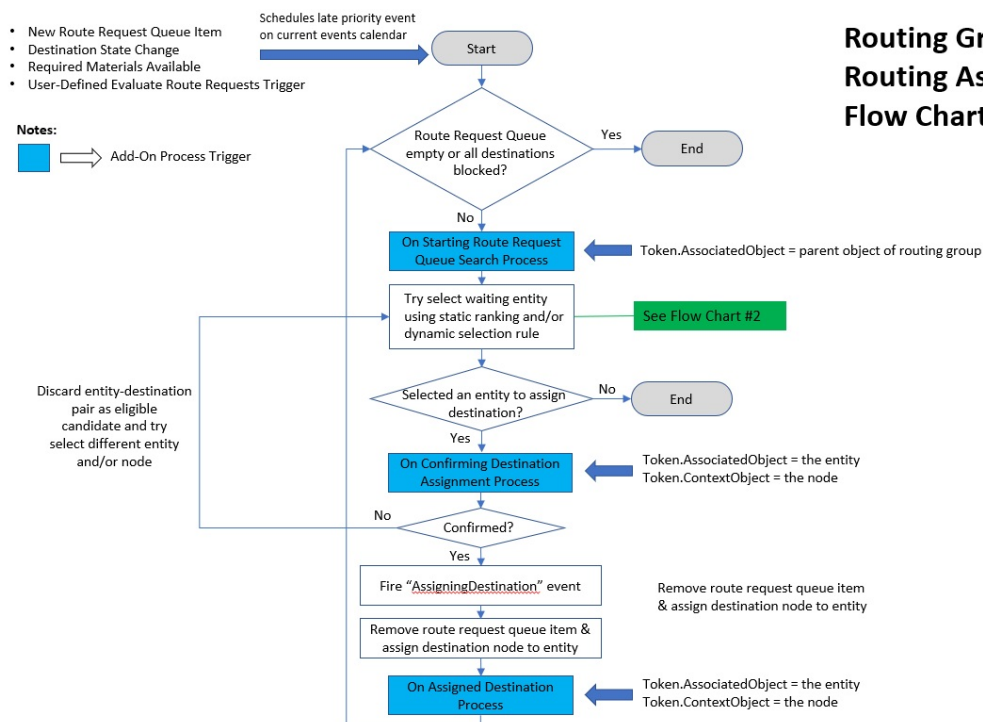 • New Route Request Queue Item
• Destination State Change
• Required Materials Available
• User-Defined Evaluate Route Requests Trigger
Schedules late priority event
on current events calendar
Start
Routing Gr
Routing As
Flow Chart
Notes:
Add-On Process Trigger
Route Request Queue
empty or all destinations
blocked?
Yes
End
No
On Starting Route Request
Queue Search Process
Token.AssociatedObject = parent object of routing group
Try select waiting entity
using static ranking and/or
dynamic selection rule
See Flow Chart #2
Discard entity-destination
pair as eligible
candidate and try
select different entity
and/or node
Selected an entity to assign
destination?
No
End
Yes
On Confirming Destination
Assignment Process
Token.AssociatedObject = the entity
Token.ContextObject = the node
No
Confirmed?
Yes
Fire “AssigningDestination” event
Remove route request queue item
& assign destination node to entity
Remove route request queue item &
assign destination node to entity
On Assigned Destination
Process
Token.AssociatedObject = the entity
Token.ContextObject = the node